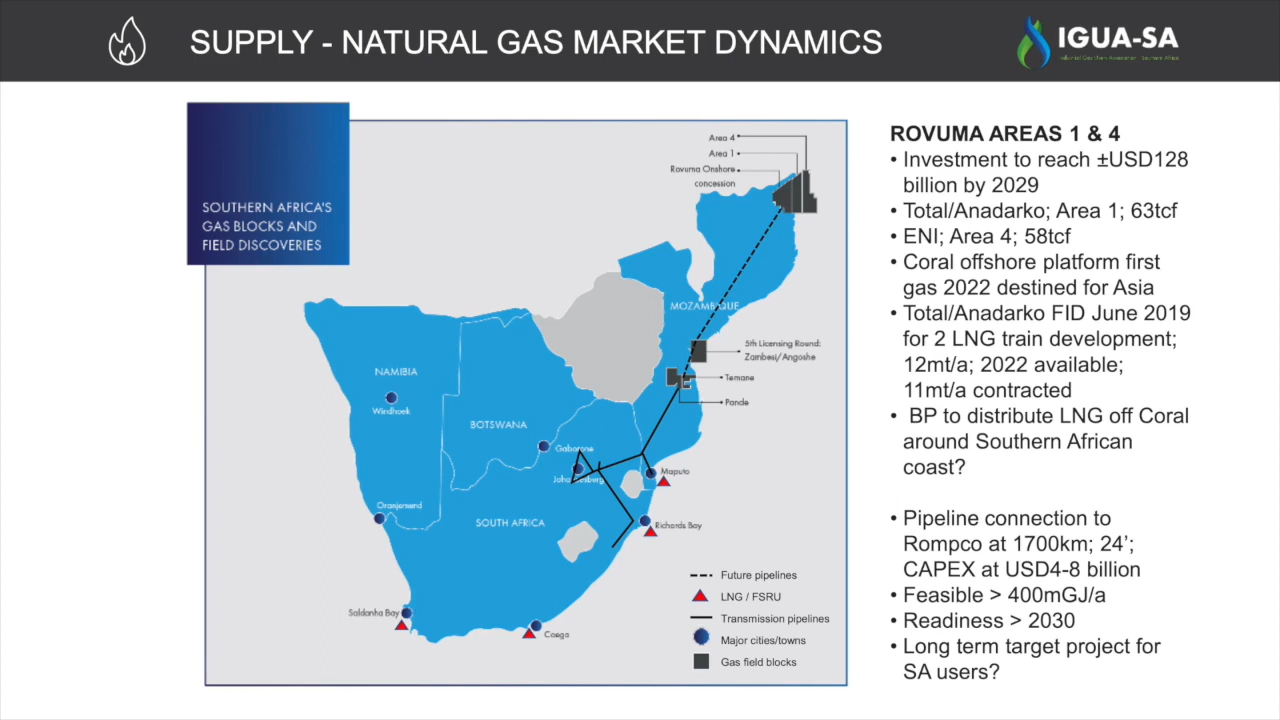 SUPPLY - NATURAL GAS MARKET DYNAMICS
IGUA-SA
SOUTHERN AFRICA'S
GAS BLOCKS AND
FIELD DISCOVERIES
Area 4
Area 1
Rovuma Onshore
concession
MOZAMBIQUE
5th Licensing Round:
Zambesi/Angoshe
Temane
Pande
NAMIBIA
Windhoek
BOTSWANA
Gaborone
Johannesburg
Maputo
Oranjemund
SOUTH AFRICA
Richards Bay
Saldanha Bay
Coega
Future pipelines
LNG / FSRU
Transmission pipelines
Major cities/towns
Gas field blocks
ROVUMA AREAS 1 & 4
• Investment to reach ±USD128
billion by 2029
• Total/Anadarko; Area 1; 63tcf
• ENI; Area 4; 58tcf
• Coral offshore platform first
gas 2022 destined for Asia
• Total/Anadarko FID June 2019
for 2 LNG train development;
12mt/a; 2022 available;
11mt/a contracted
• BP to distribute LNG off Coral
around Southern African
coast?
• Pipeline connection to
Rompco at 1700km; 24’;
CAPEX at USD4-8 billion
• Feasible > 400mGJ/a
• Readiness > 2030
• Long term target project for
SA users?